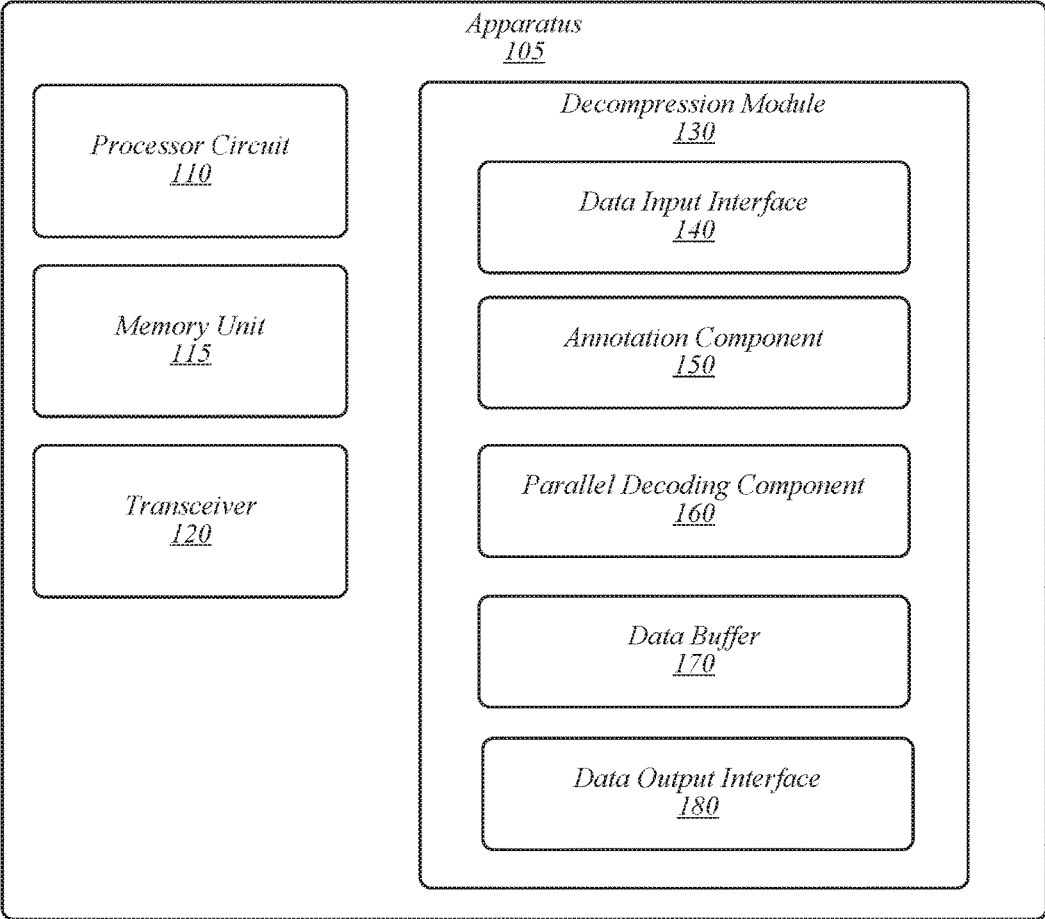 Apparatus
105
Processor Circuit
110
Memory Unit
115
Transceiver
120
Decompression Module
130
Data Input Interface
140
Annotation Component
150
Parallel Decoding Component
160
Data Buffer
170
Data Output Interface
180